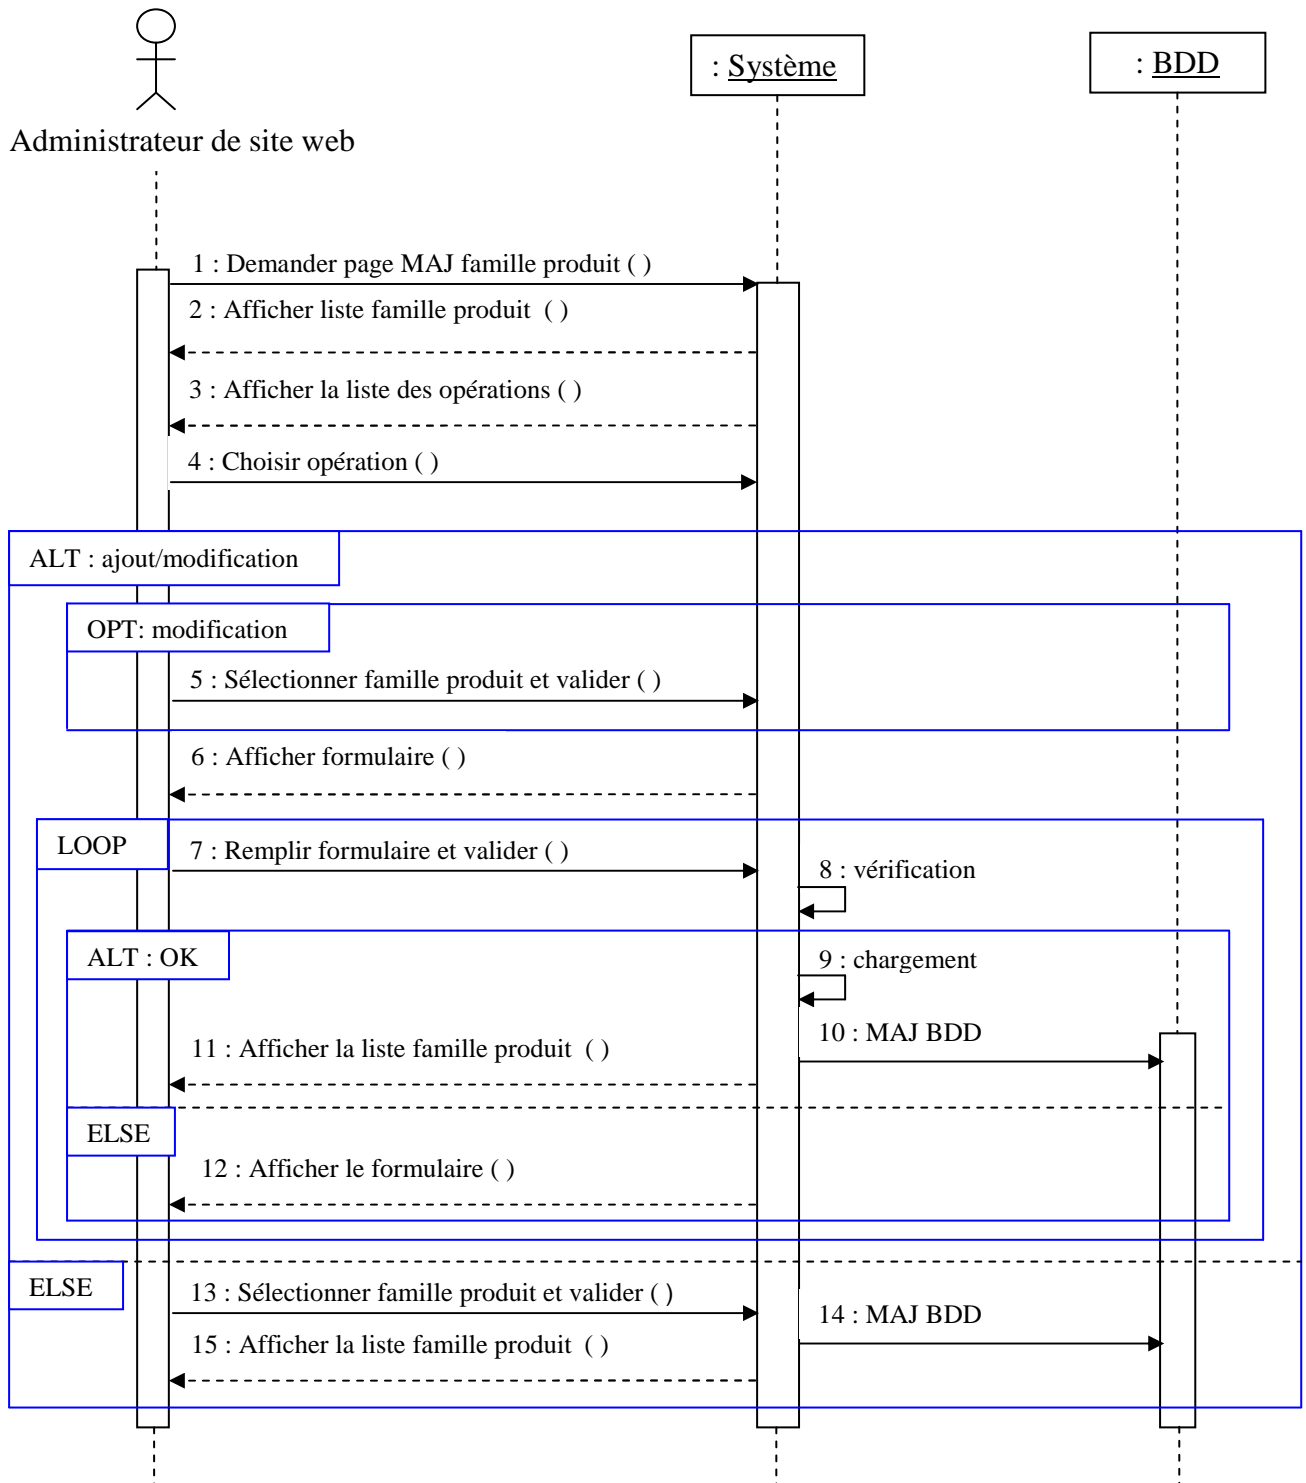 : Système
: BDD
Administrateur de site web
1 : Demander page MAJ famille produit ( )
2 : Afficher liste famille produit  ( )
3 : Afficher la liste des opérations ( )
4 : Choisir opération ( )
ALT : ajout/modification
OPT: modification
5 : Sélectionner famille produit et valider ( )
6 : Afficher formulaire ( )
LOOP
7 : Remplir formulaire et valider ( )
8 : vérification
ALT : OK
9 : chargement
10 : MAJ BDD
11 : Afficher la liste famille produit  ( )
ELSE
12 : Afficher le formulaire ( )
ELSE
13 : Sélectionner famille produit et valider ( )
14 : MAJ BDD
15 : Afficher la liste famille produit  ( )